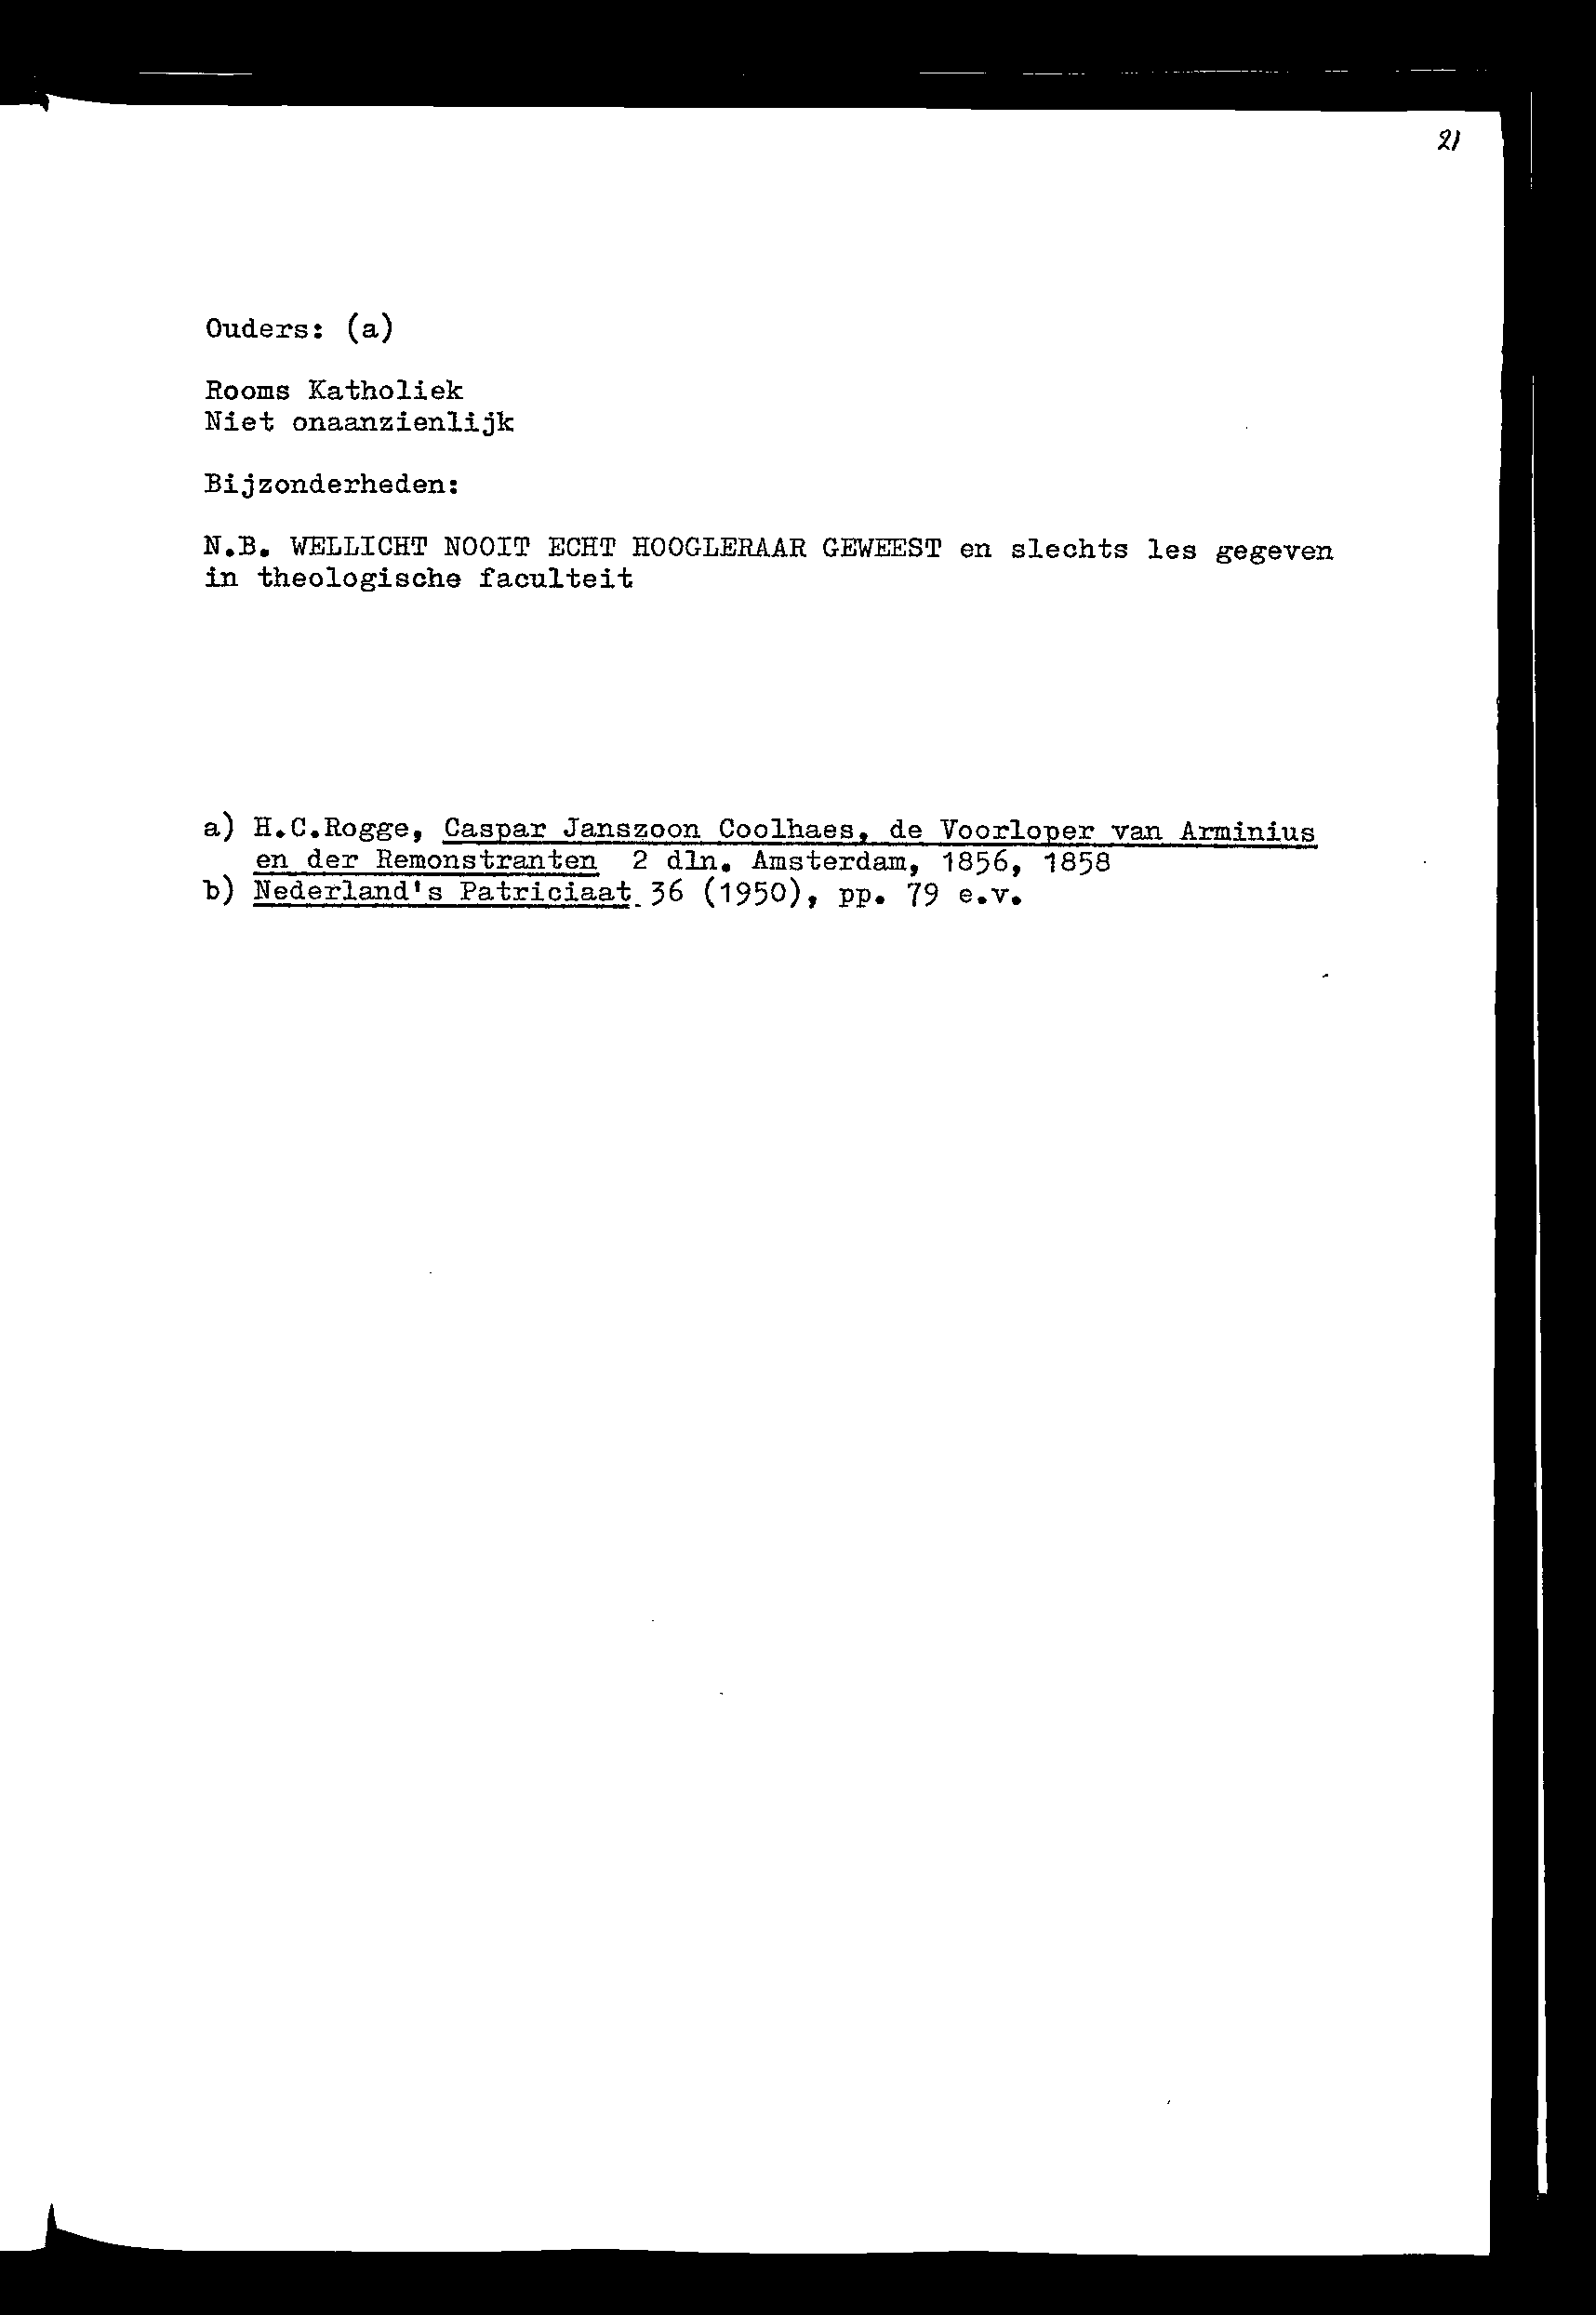 21
Ouders: (a)
Rooms Katholiek
Niet onaanzienlijk
Bijzonderheden:
N.B. WELLICHT NOOIT ECHT HOOGLERAAR GEWEEST en slechts les gegeven
in theologische faculteit
a) H.C.Rogge, Caspar Janszoon Coolhaes, de Voorloper van Arminius
en der Remonstranten 2 dln. Amsterdam, 1856, 1858
b) Nederland's Patriciaat 36 (1950), pp. 79 e.v.